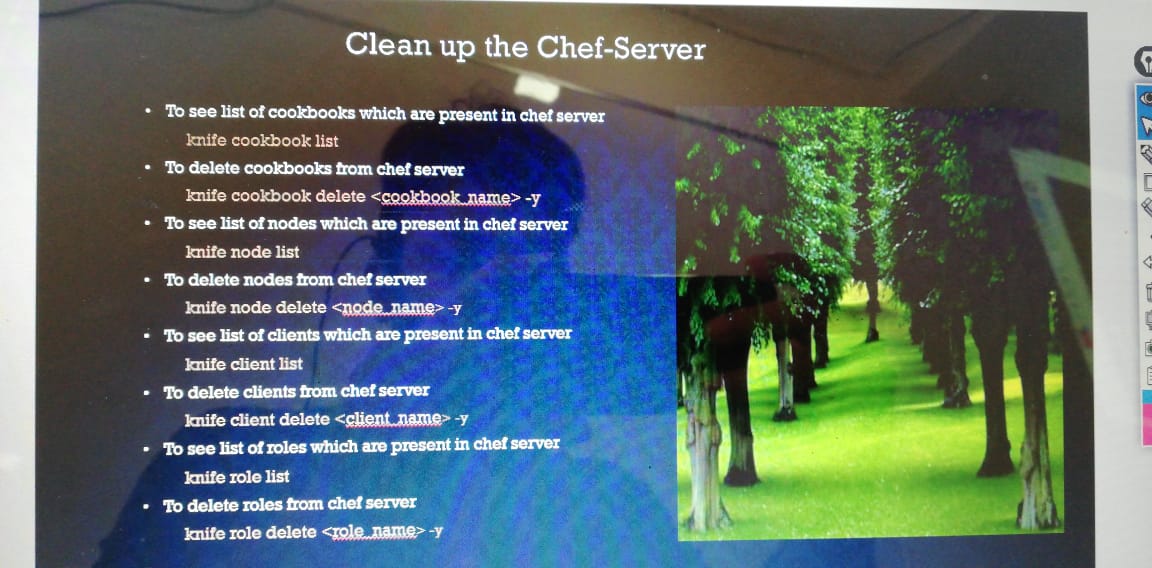 Clean up the Chef-Server
• To see list of cookbooks which are present in chef server
knife cookbook list
• To delete cookbooks from chef server
knife cookbook delete <cookbook_name> -y
• To see list of nodes which are present in chef server
knife node list
• To delete nodes from chef server
knife node delete <node_name> -y
• To see list of clients which are present in chef server
knife client list
• To delete clients from chef server
knife client delete <client_name> -y
• To see list of roles which are present in chef server
knife role list
• To delete roles from chef server
knife role delete <role_name> -y